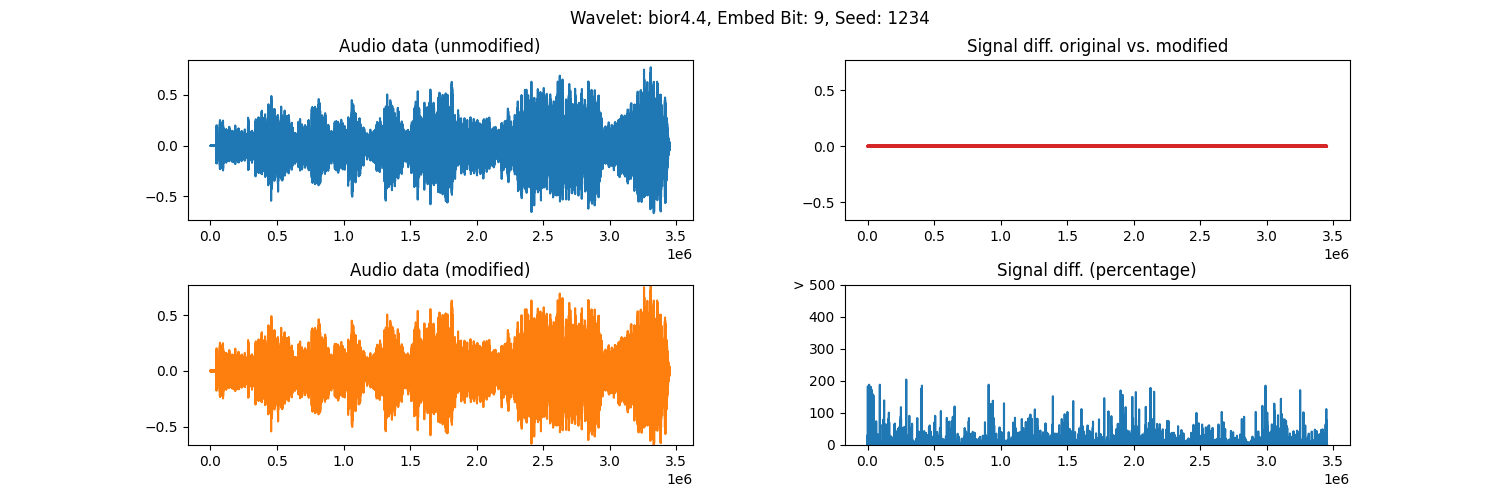 Wavelet: bior4.4, Embed Bit: 9, Seed: 1234
Audio data (unmodified)
0.5
0.0
−0.5
0.0 0.5 1.0 1.5 2.0 2.5 3.0 3.5
1e6
Signal diff. original vs. modified
0.5
0.0
−0.5
0.0 0.5 1.0 1.5 2.0 2.5 3.0 3.5
1e6
Audio data (modified)
0.5
0.0
−0.5
0.0 0.5 1.0 1.5 2.0 2.5 3.0 3.5
1e6
Signal diff. (percentage)
> 500
400
300
200
100
0
0.0 0.5 1.0 1.5 2.0 2.5 3.0 3.5
1e6